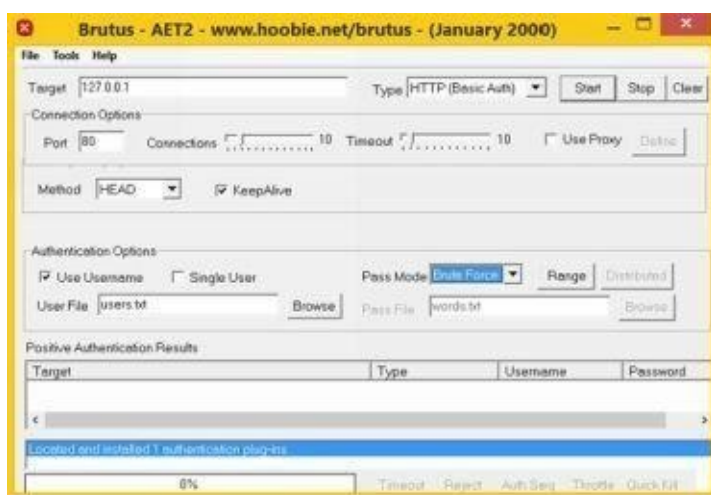 Brutus - AET2 - www.hoobie.net/brutus - (January 2000)
File Tools Help
Target 127.0.0.1 Type HTTP (Basic Auth) Start Stop Clear
Connection Options
Port 80 Connections 10 Timeout 10 Use Proxy Define
Method HEAD KeepAlive
Authentication Options
Use Username Single User Pass Mode Brute Force Range Distributed
User File users.txt Browse Pass File words.txt Browse
Positive Authentication Results
Target Type Username Password
Located and installed 1 authentication plug-ins
0% Timeout Reject Auth Seq Throttle Quick Kill